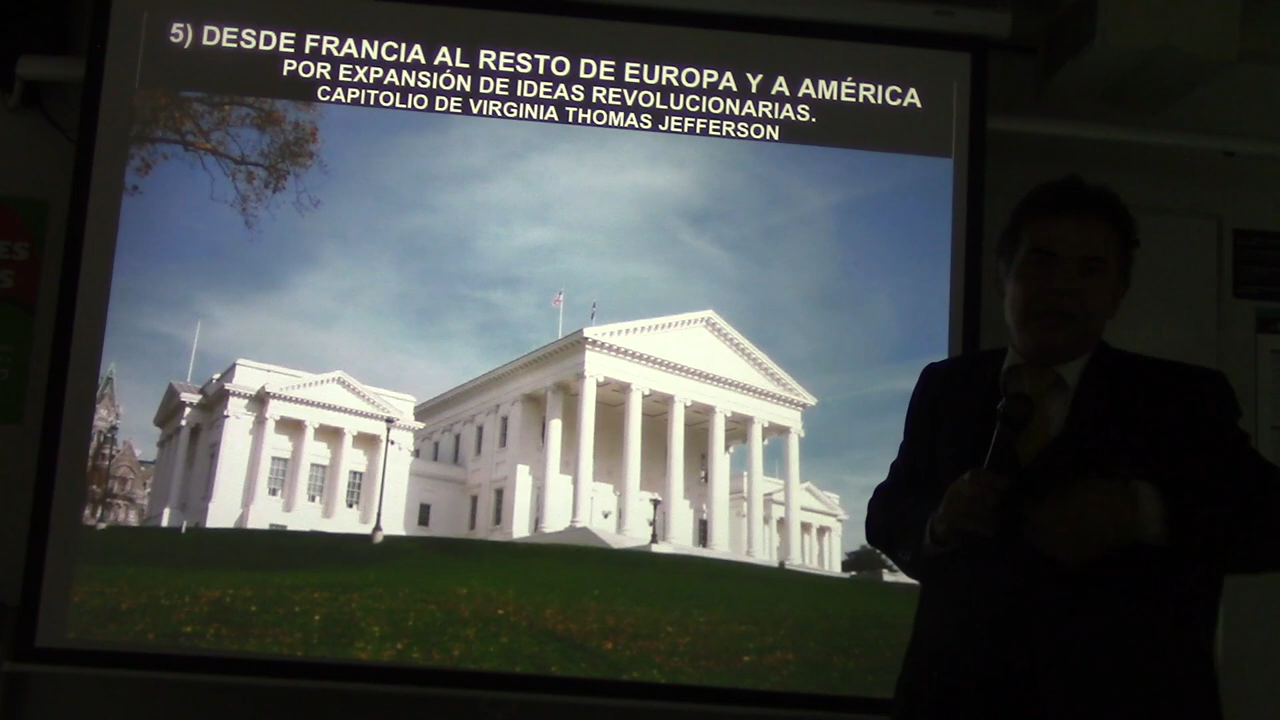 5) DESDE FRANCIA AL RESTO DE EUROPA Y A AMÉRICA
POR EXPANSIÓN DE IDEAS REVOLUCIONARIAS.
CAPITOLIO DE VIRGINIA THOMAS JEFFERSON